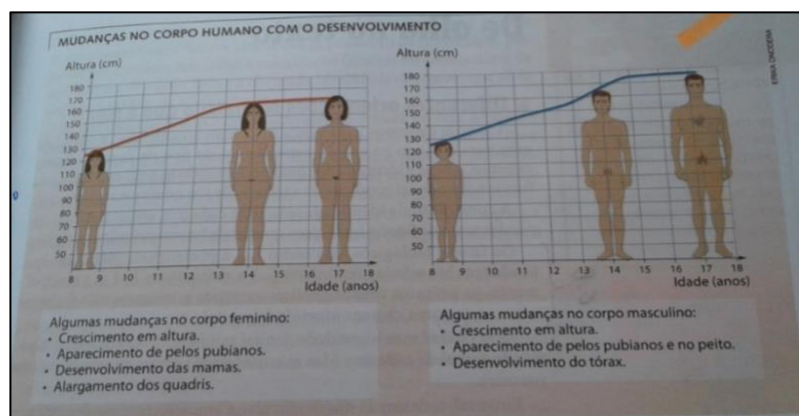 MUDANÇAS NO CORPO HUMANO COM O DESENVOLVIMENTO
Altura (cm)
180
170
160
150
140
130
120
110
100
90
80
70
60
50
8 9 10 11 12 13 14 15 16 17 18
Idade (anos)
Algumas mudanças no corpo feminino:
• Crescimento em altura.
• Aparecimento de pelos pubianos.
• Desenvolvimento das mamas.
• Alargamento dos quadris.
Altura (cm)
180
170
160
150
140
130
120
110
100
90
80
70
60
50
8 9 10 11 12 13 14 15 16 17 18
Idade (anos)
Algumas mudanças no corpo masculino:
• Crescimento em altura.
• Aparecimento de pelos pubianos e no peito.
• Desenvolvimento do tórax.
ERIKA ONODERA